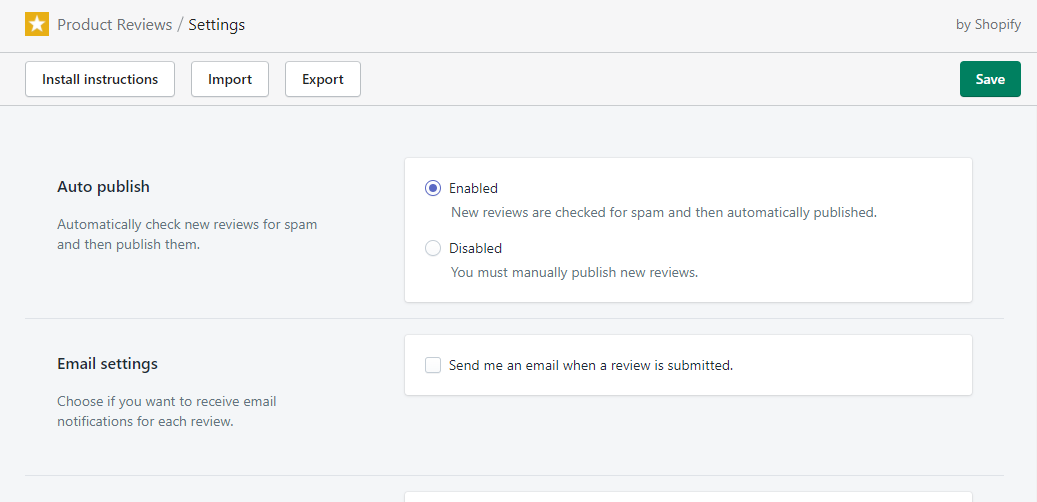 Product Reviews / Settings
by Shopify
Install instructions
Import
Export
Save
Auto publish
Automatically check new reviews for spam
and then publish them.
Enabled
New reviews are checked for spam and then automatically published.
Disabled
You must manually publish new reviews.
Email settings
Choose if you want to receive email
notifications for each review.
Send me an email when a review is submitted.